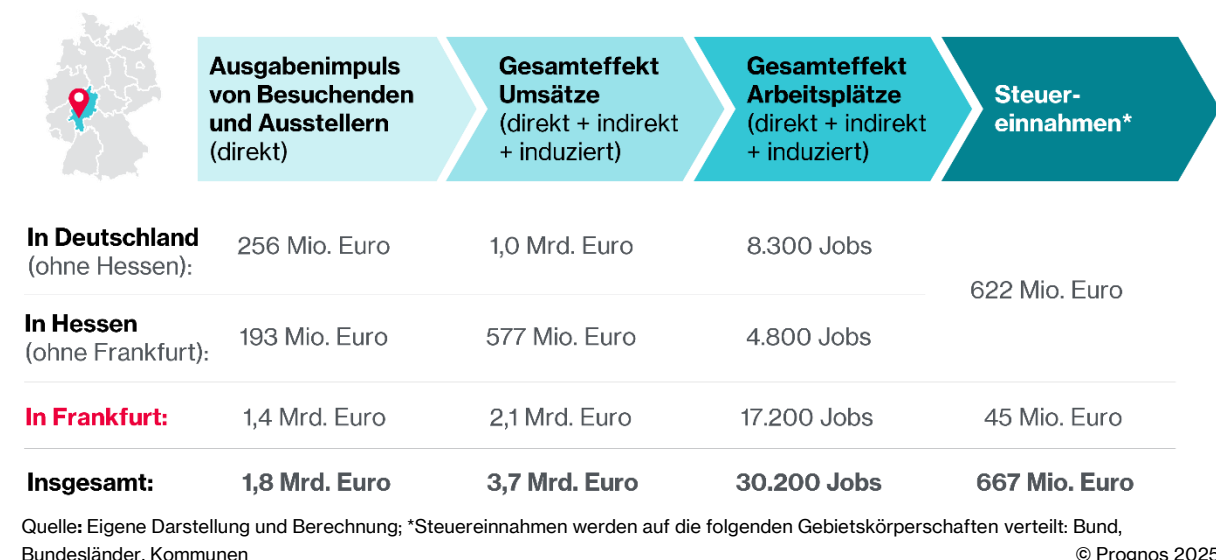 Ausgabenimpuls
von Besuchenden
und Ausstellern
(direkt)
Gesamteffekt
Umsätze
(direkt + indirekt
+ induziert)
Gesamteffekt
Arbeitsplätze
(direkt + indirekt
+ induziert)
Steuer-
einnahmen*
In Deutschland
(ohne Hessen):
256 Mio. Euro
1,0 Mrd. Euro
8.300 Jobs
622 Mio. Euro
In Hessen
(ohne Frankfurt):
193 Mio. Euro
577 Mio. Euro
4.800 Jobs
In Frankfurt:
1,4 Mrd. Euro
2,1 Mrd. Euro
17.200 Jobs
45 Mio. Euro
Insgesamt:
1,8 Mrd. Euro
3,7 Mrd. Euro
30.200 Jobs
667 Mio. Euro
Quelle: Eigene Darstellung und Berechnung; *Steuereinnahmen werden auf die folgenden Gebietskörperschaften verteilt: Bund,
Bundesländer, Kommunen
© Prognos 2025